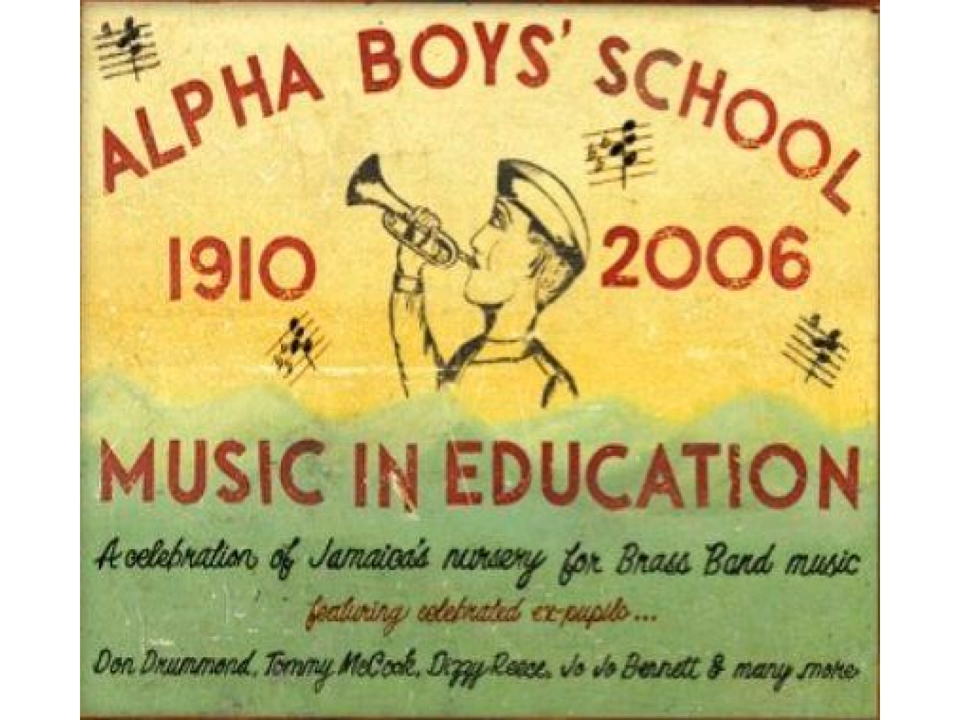 ALPHA BOYS' SCHOOL
1910 2006
MUSIC IN EDUCATION
A celebration of Jamaica's nursery for Brass Band music
featuring celebrated ex-pupils...
Don Drummond, Tommy McCook, Dizzy Reece, Jo Jo Bennett & many more